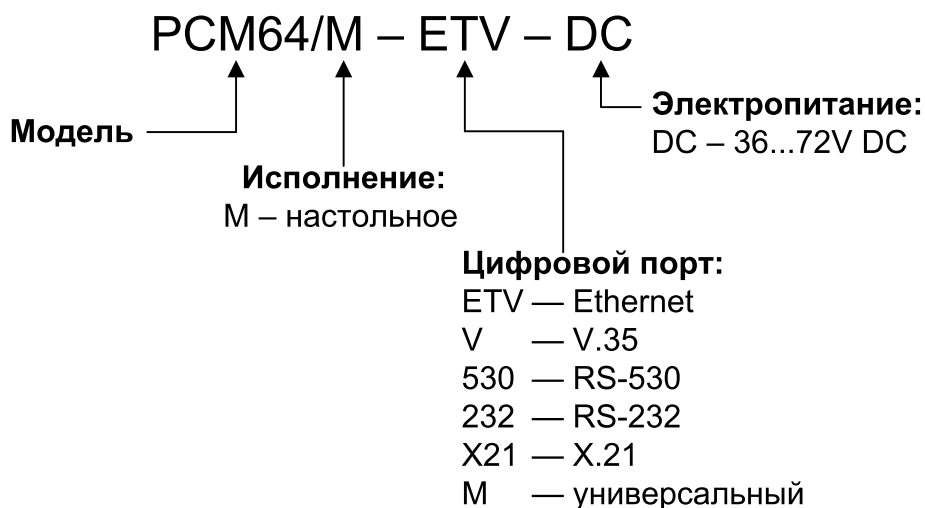 PCM64/M – ETV – DC
Модель
Электропитание:
DC – 36...72V DC
Исполнение:
М – настольное
Цифровой порт:
ETV — Ethernet
V — V.35
530 — RS-530
232 — RS-232
X21 — X.21
М — универсальный